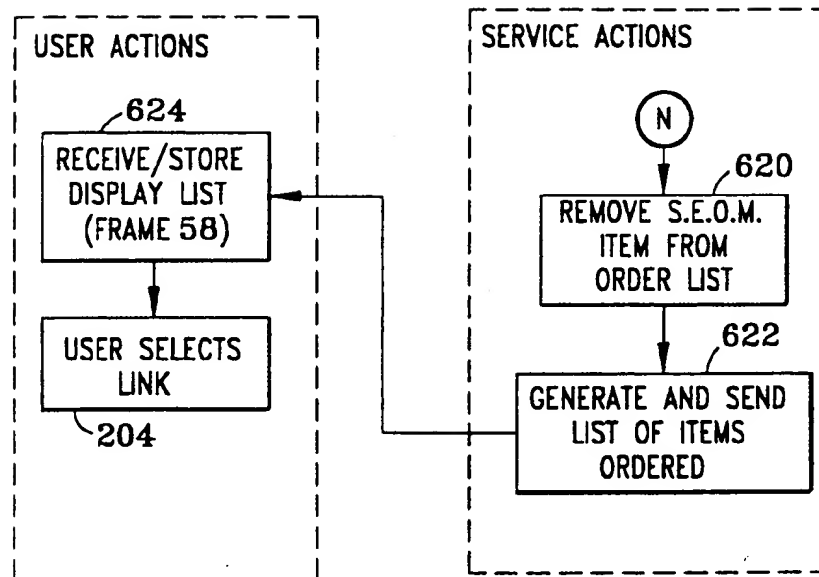 USER ACTIONS
624
RECEIVE/STORE
DISPLAY LIST
(FRAME 58)
USER SELECTS
LINK
204
SERVICE ACTIONS
N
620
REMOVE S.E.O.M.
ITEM FROM
ORDER LIST
622
GENERATE AND SEND
LIST OF ITEMS
ORDERED